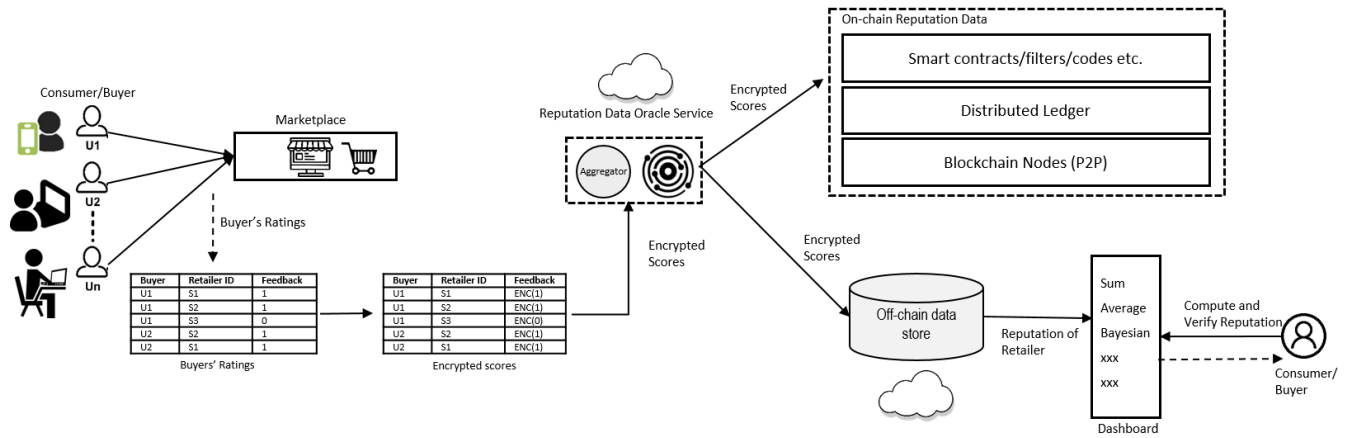 Consumer/Buyer
U1
U2
Un
Marketplace
Buyer's Ratings
Buyer Retailer ID Feedback
U1 S1 1
U1 S2 1
U1 S3 0
U2 S2 1
U2 S1 1
Buyers' Ratings
Buyer Retailer ID Feedback
U1 S1 ENC(1)
U1 S2 ENC(1)
U1 S3 ENC(0)
U2 S2 ENC(1)
U2 S1 ENC(1)
Encrypted scores
Encrypted
Scores
Reputation Data Oracle Service
Aggregator
Encrypted
Scores
On-chain Reputation Data
Smart contracts/filters/codes etc.
Distributed Ledger
Blockchain Nodes (P2P)
Encrypted
Scores
Off-chain data
store
Reputation of
Retailer
Sum
Average
Bayesian
xxx
xxx
Dashboard
Compute and
Verify Reputation
Consumer/
Buyer